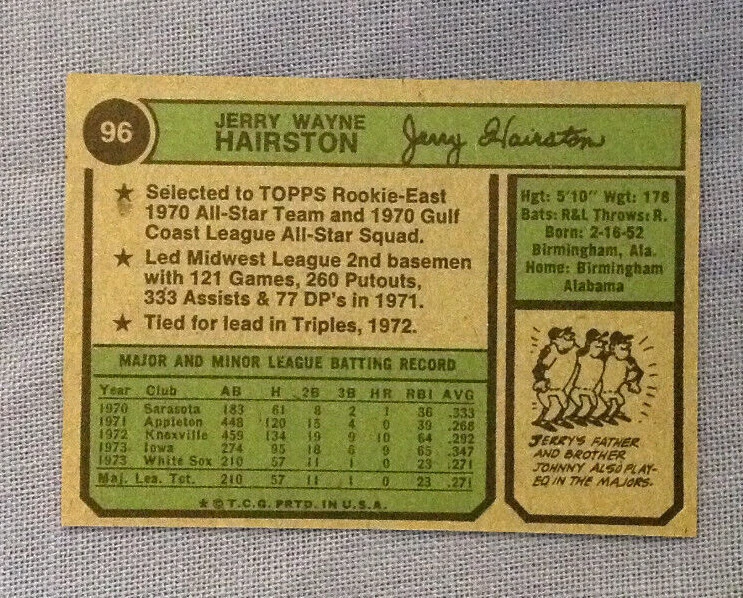 96
JERRY WAYNE
HAIRSTON
Jerry Hairston
★ Selected to TOPPS Rookie-East
1970 All-Star Team and 1970 Gulf
Coast League All-Star Squad.
★ Led Midwest League 2nd basemen
with 121 Games, 260 Putouts,
333 Assists & 77 DP's in 1971.
★ Tied for lead in Triples, 1972.
Hgt: 5'10" Wgt: 178
Bats: R&L Throws: R.
Born: 2-16-52
Birmingham, Ala.
Home: Birmingham
Alabama
MAJOR AND MINOR LEAGUE BATTING RECORD
Year Club AB H 2B 3B HR RBI AVG
1970 Sarasota 183 61 8 2 1 36 .333
1971 Appleton 448 120 15 4 0 39 .268
1972 Knoxville 459 134 19 9 10 64 .292
1973 Iowa 274 95 18 6 9 65 .347
1973 White Sox 210 57 11 1 0 23 .271
Maj. Lea. Tot. 210 57 11 1 0 23 .271
★ © T.C.G. PRTD. IN U.S.A.
JERRY'S FATHER
AND BROTHER
JOHNNY ALSO PLAY-
ED IN THE MAJORS.